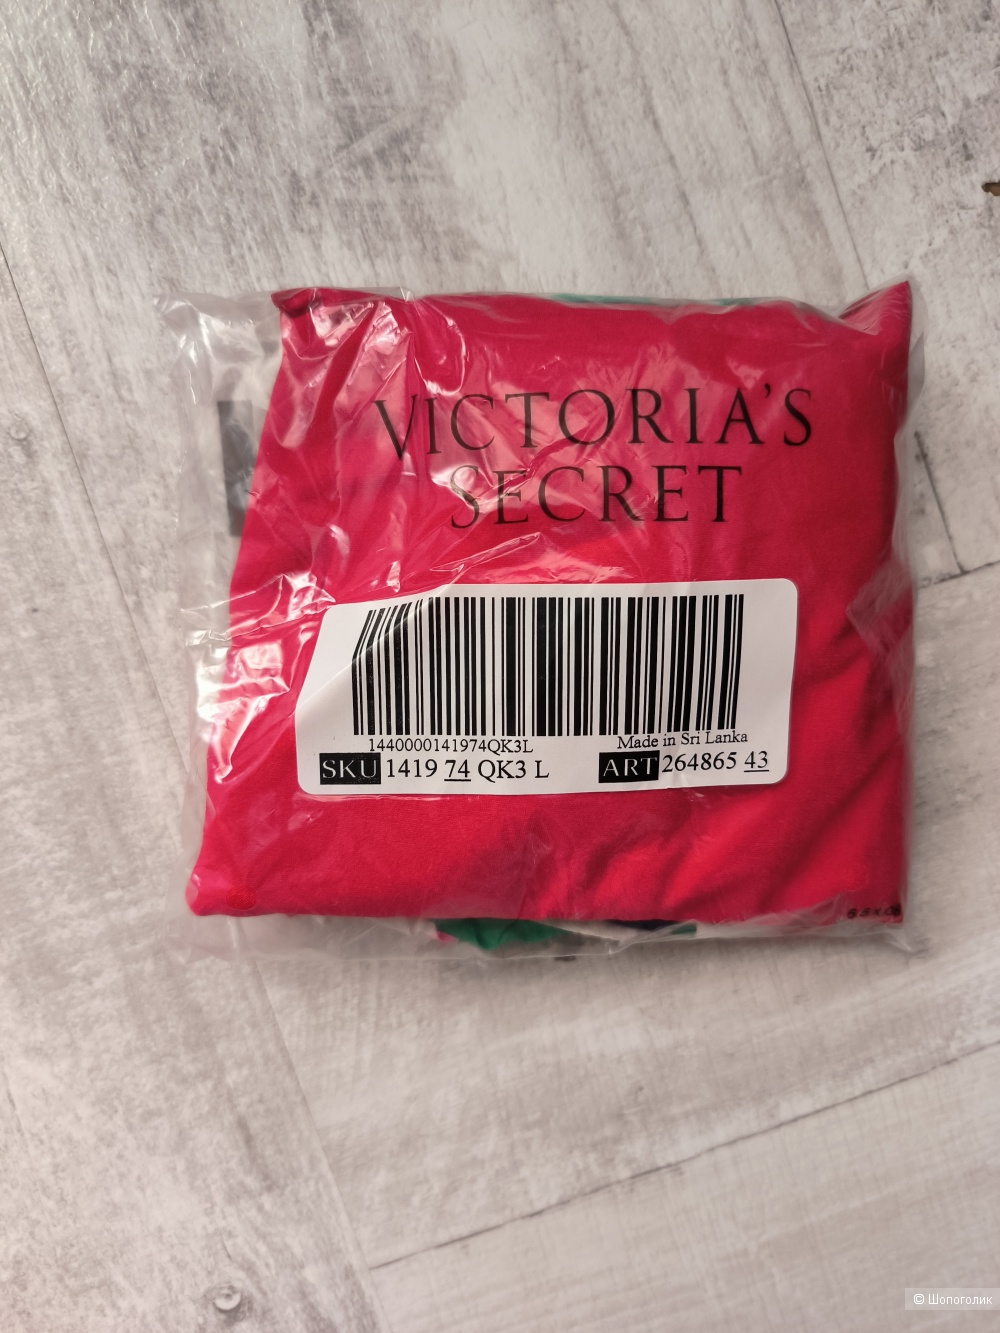 VICTORIA'S
SECRET
1440000141974QK3L
Made in Sri Lanka
SKU 1419 74 QK3 L
ART 264865 43
© Шопоголик